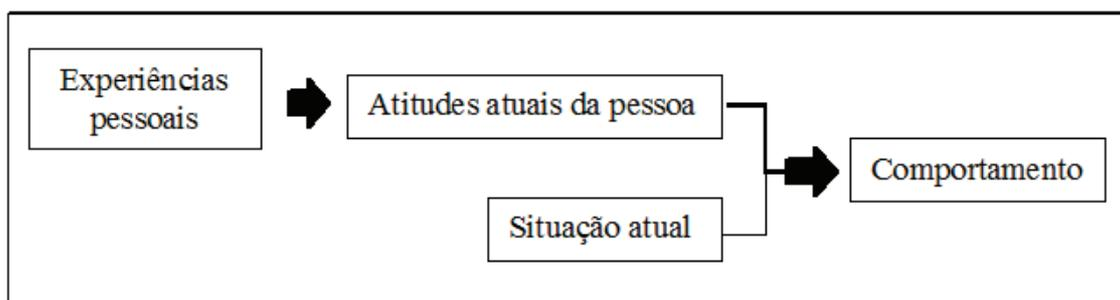 Experiências
pessoais
Atitudes atuais da pessoa
Situação atual
Comportamento